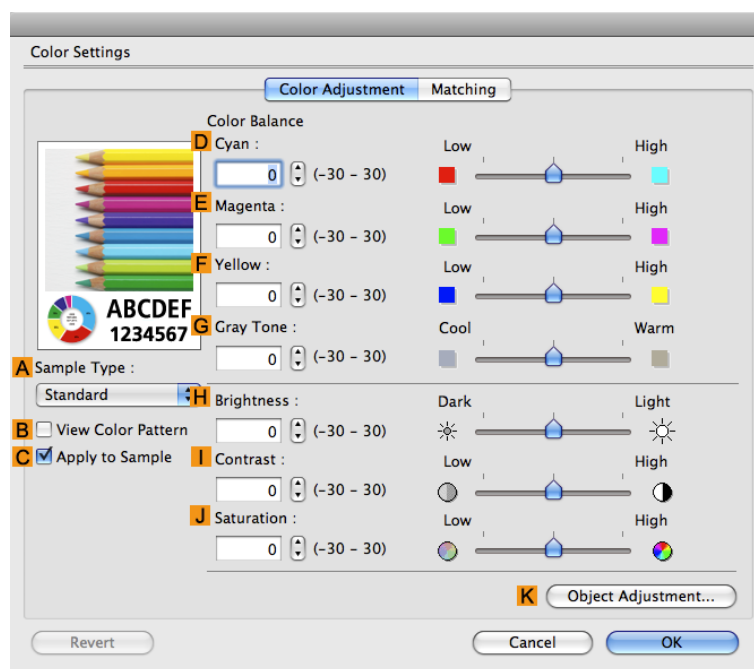 Color Settings
Color Adjustment Matching
Color Balance
D Cyan : Low High
0 (-30 – 30)
E Magenta : Low High
0 (-30 – 30)
F Yellow : Low High
0 (-30 – 30)
ABCDEF
1234567
G Gray Tone : Cool Warm
0 (-30 – 30)
A Sample Type :
Standard
H Brightness : Dark Light
0 (-30 – 30)
B View Color Pattern
C Apply to Sample
I Contrast : Low High
0 (-30 – 30)
J Saturation : Low High
0 (-30 – 30)
K Object Adjustment...
Revert Cancel OK